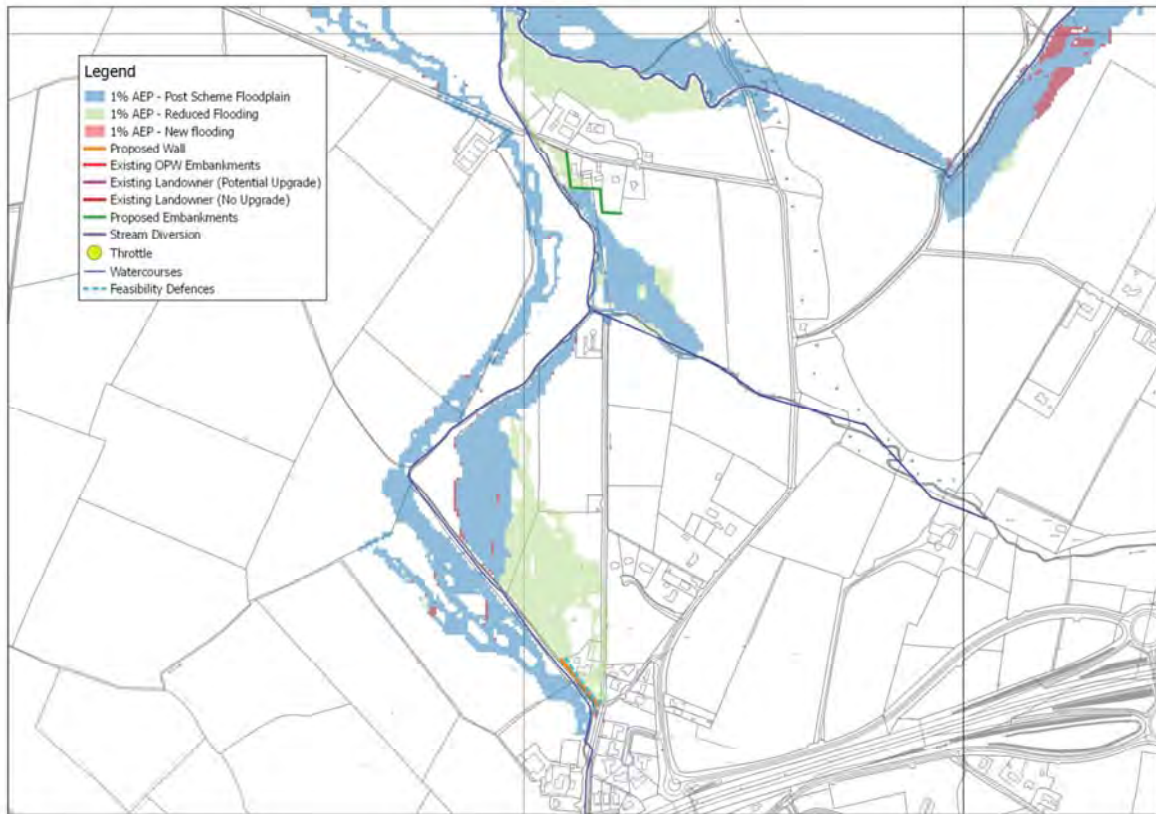 Legend
1% AEP - Post Scheme Floodplain
1% AEP - Reduced Flooding
1% AEP - New flooding
Proposed Wall
Existing OPW Embankments
Existing Landowner (Potential Upgrade)
Existing Landowner (No Upgrade)
Proposed Embankments
Stream Diversion
Throttle
Watercourses
Feasibility Defences